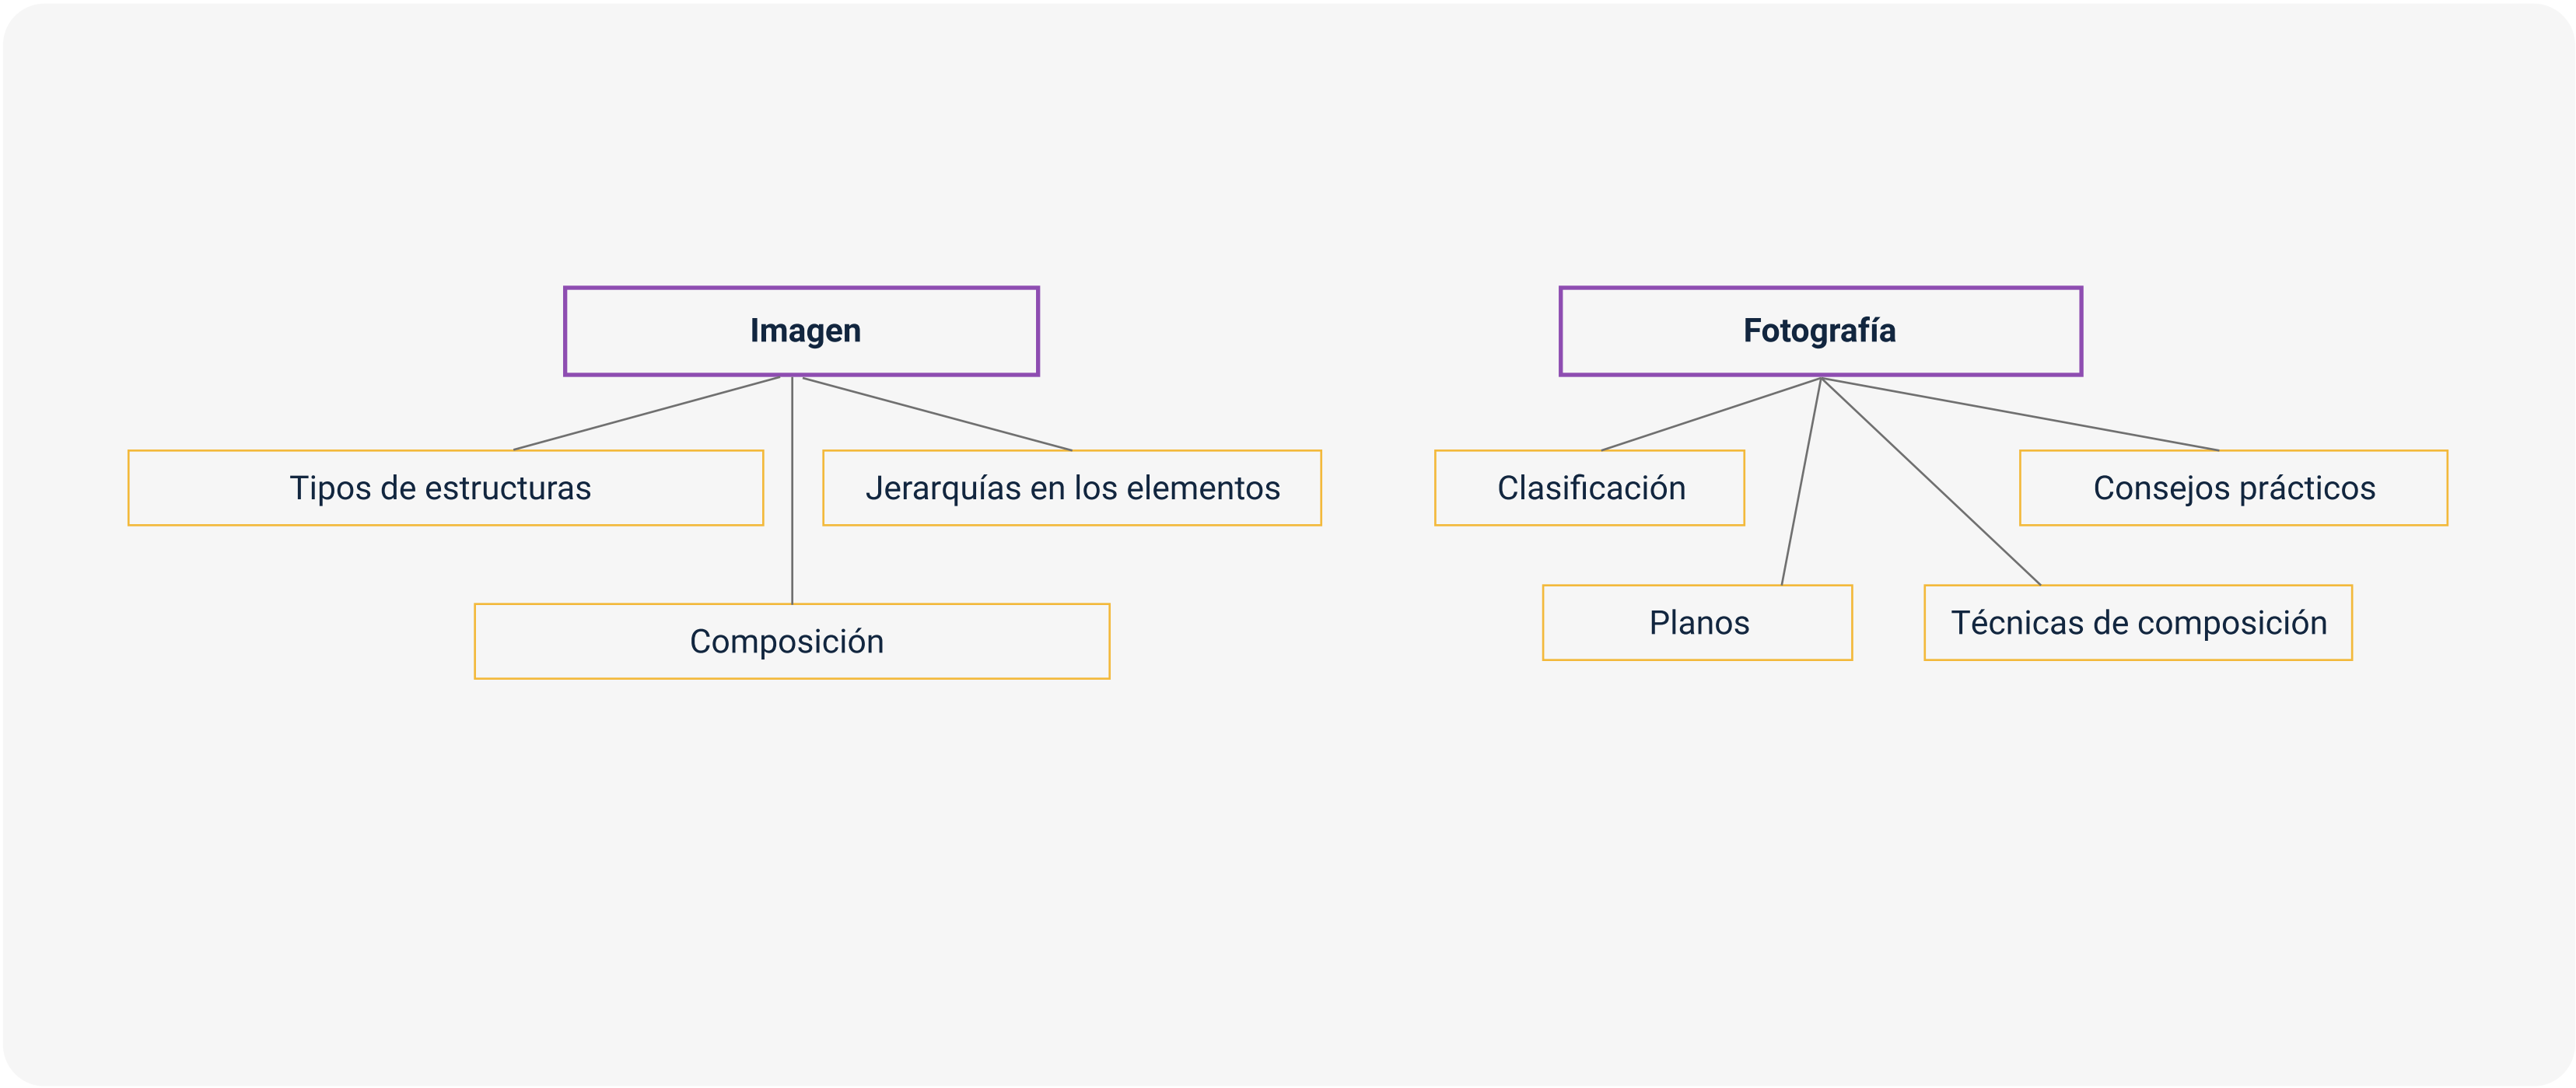 Imagen
Fotografía
Tipos de estructuras
Jerarquías en los elementos
Clasificación
Consejos prácticos
Planos
Técnicas de composición
Composición